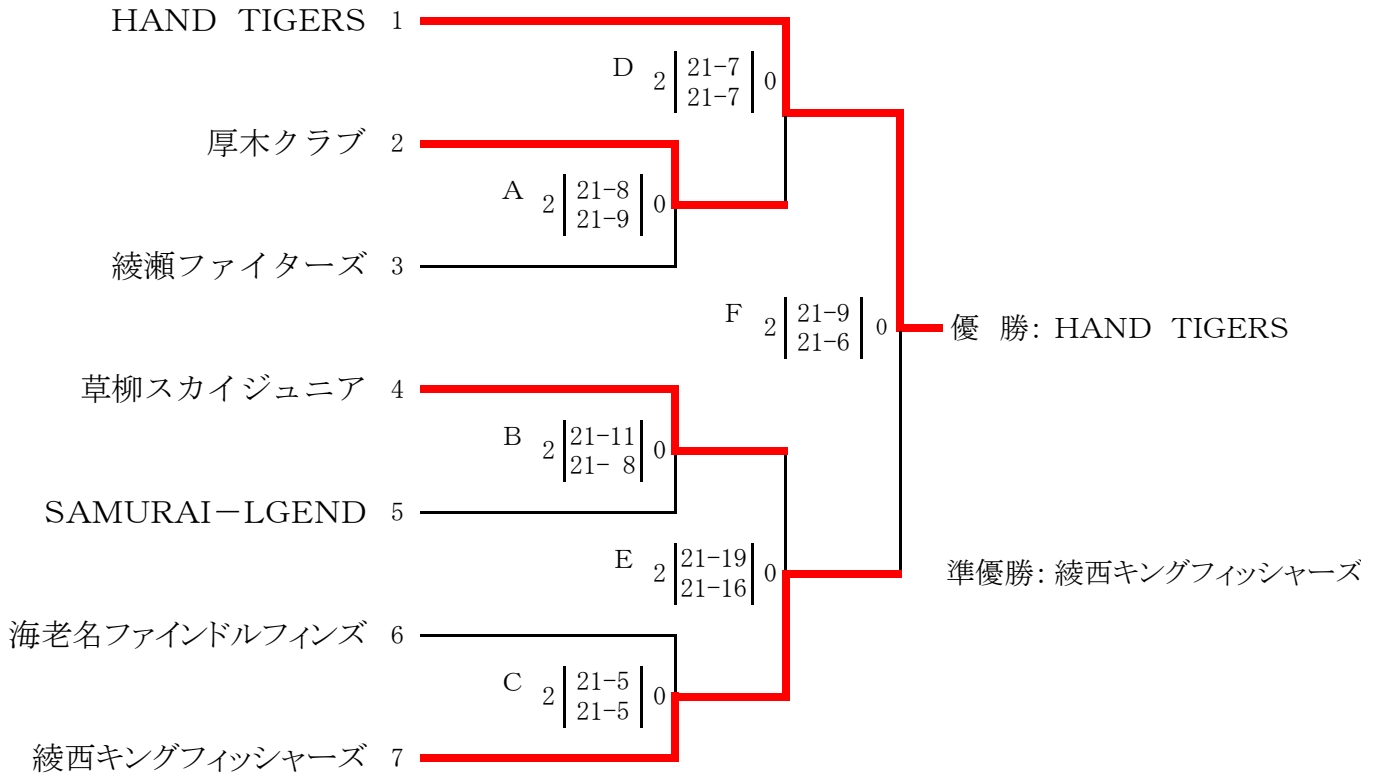 HAND TIGERS 1
D 2 21-7 0
21-7
厚木クラブ 2
A 2 21-8 0
21-9
綾瀬ファイターズ 3
F 2 21-9 0
21-6
優 勝: HAND TIGERS
草柳スカイジュニア 4
B 2 21-11 0
21- 8
SAMURAI−LGEND 5
E 2 21-19 0
21-16
準優勝: 綾西キングフィッシャーズ
海老名ファインドルフィンズ 6
C 2 21-5 0
21-5
綾西キングフィッシャーズ 7